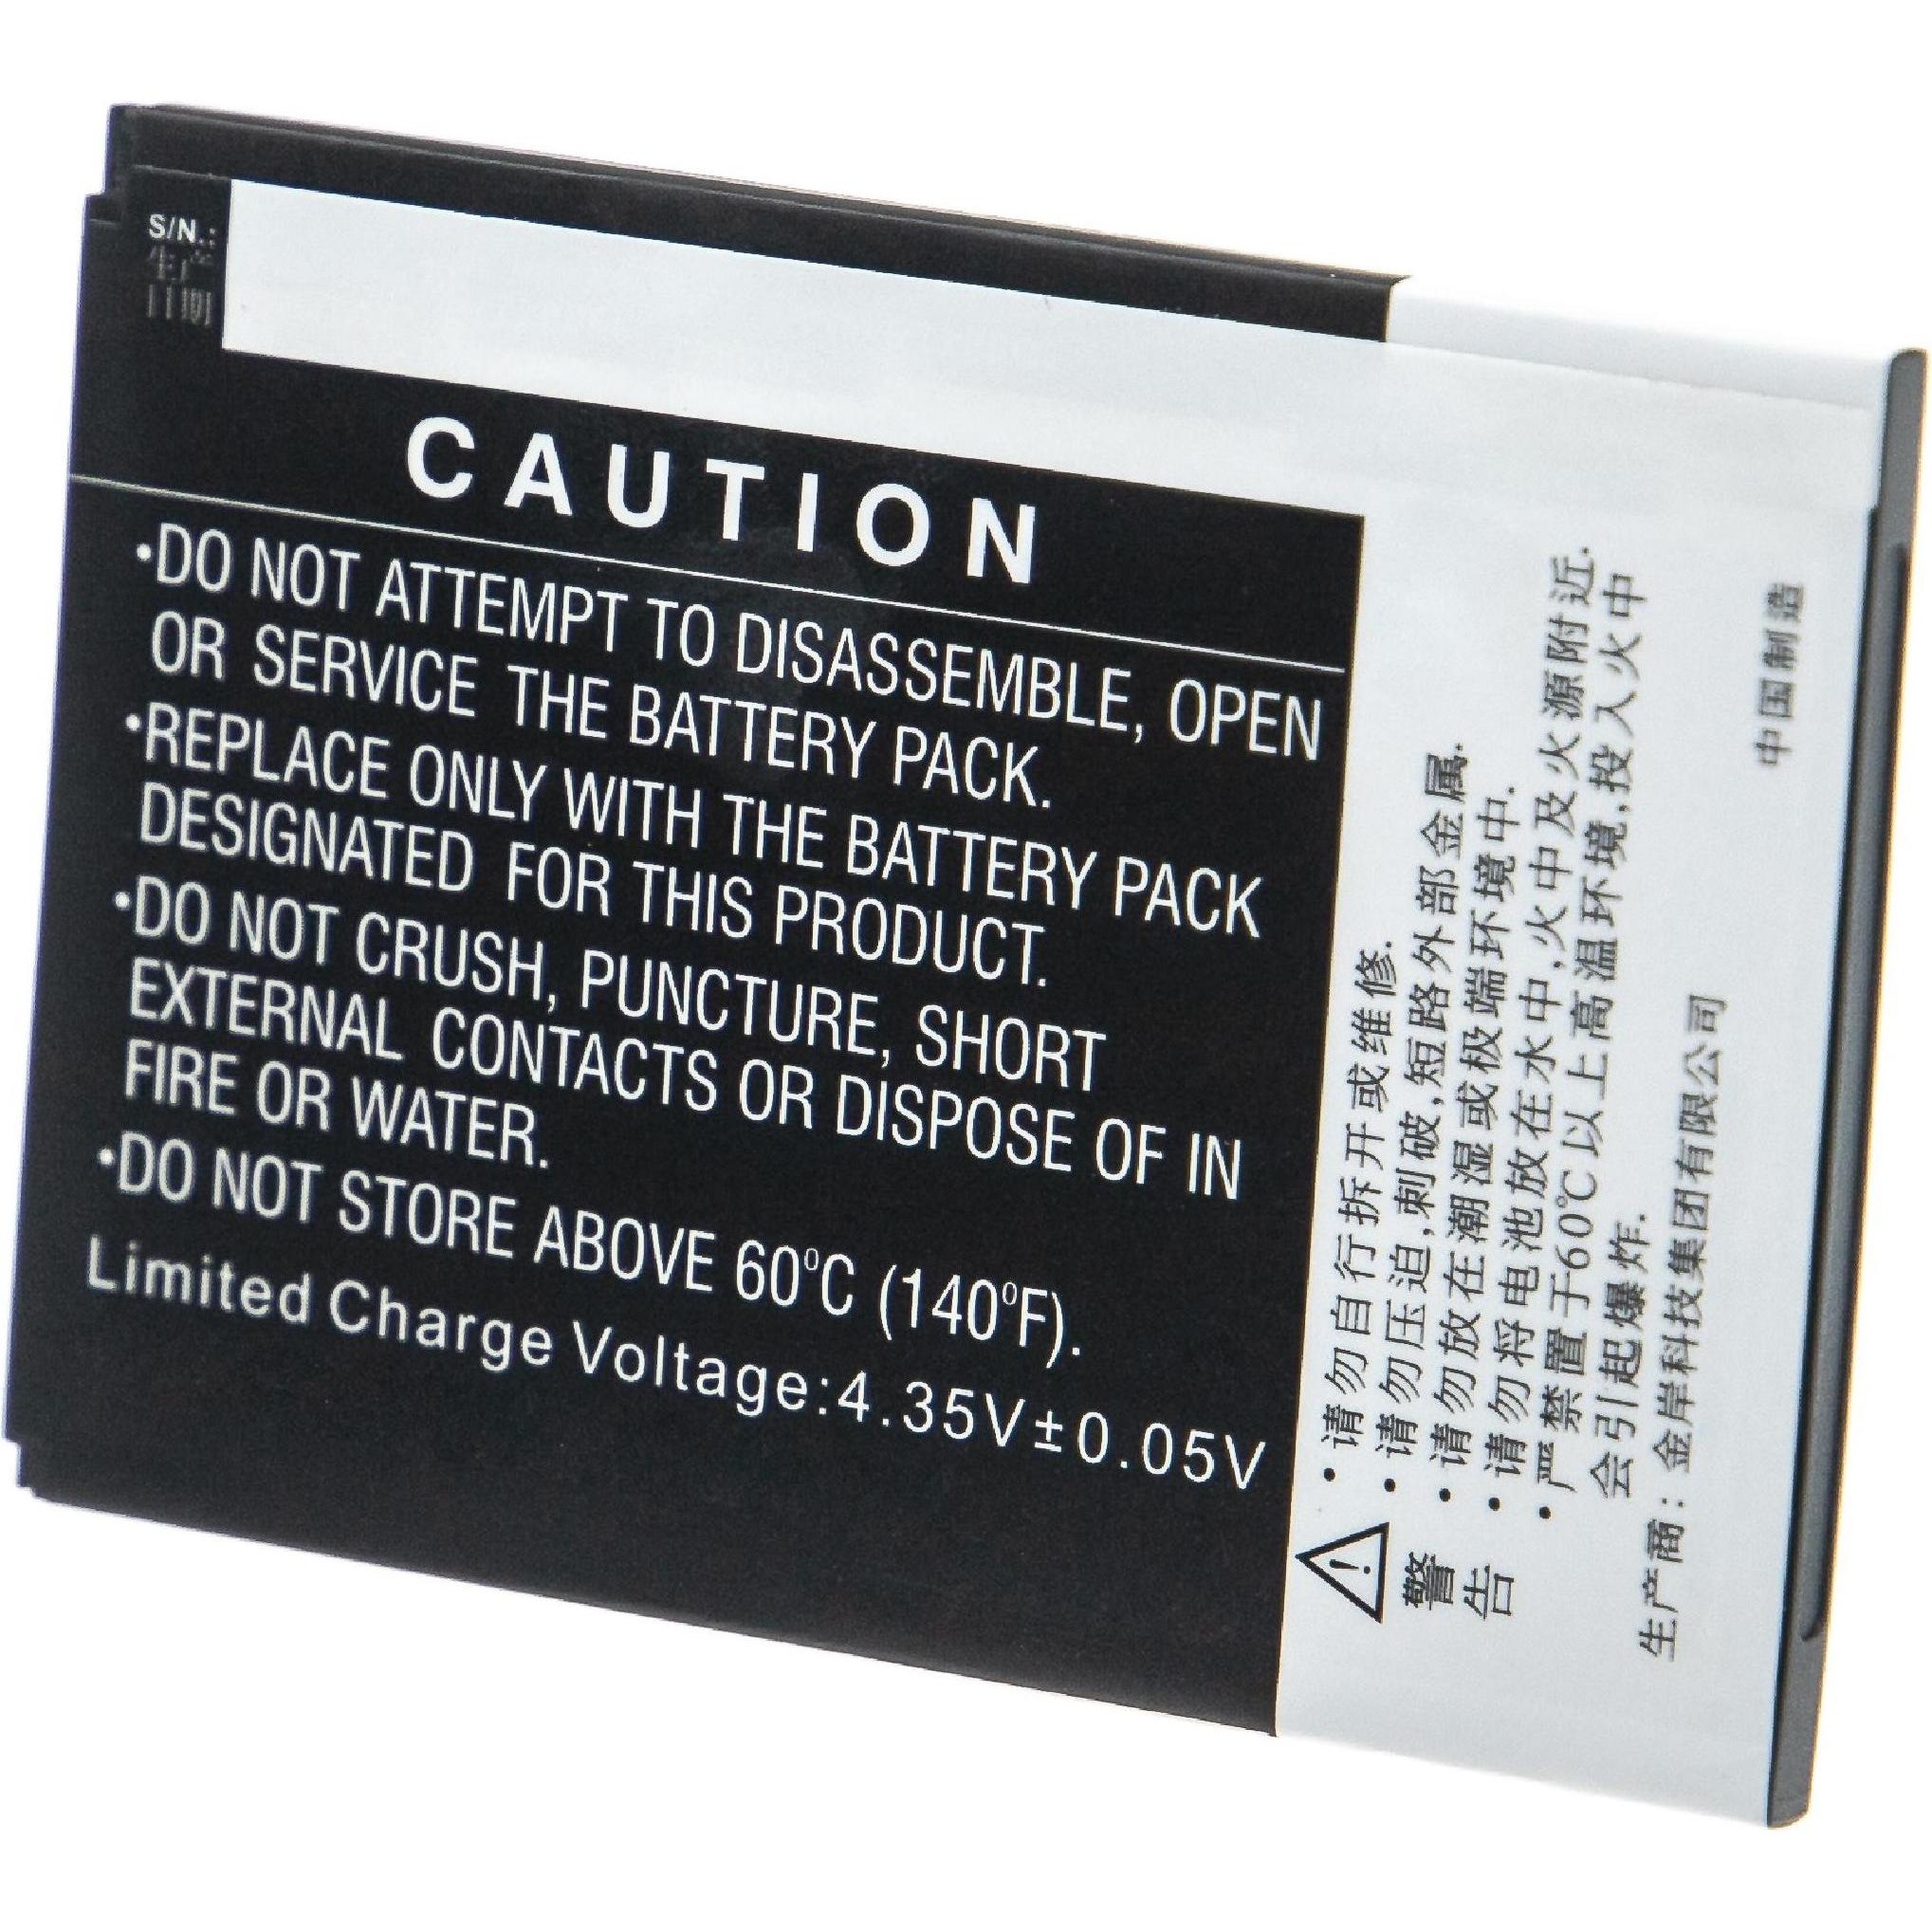 S/N.:
生产
日期
CAUTION
•DO NOT ATTEMPT TO DISASSEMBLE, OPEN
OR SERVICE THE BATTERY PACK.
•REPLACE ONLY WITH THE BATTERY PACK
DESIGNATED FOR THIS PRODUCT.
•DO NOT CRUSH, PUNCTURE, SHORT
EXTERNAL CONTACTS OR DISPOSE OF IN
FIRE OR WATER.
•DO NOT STORE ABOVE 60°C (140°F).
Limited Charge Voltage:4.35V±0.05V
警
告
•请勿自行拆开或维修.
•请勿压迫,刺破,短路外部金属.
•请勿放在潮湿或极端环境中.
•请勿将电池放在水中,火中及火源附近.
•严禁置于60℃以上高温环境,投入火中
会引起爆炸.
生产商：金岸科技集团有限公司
中国制造